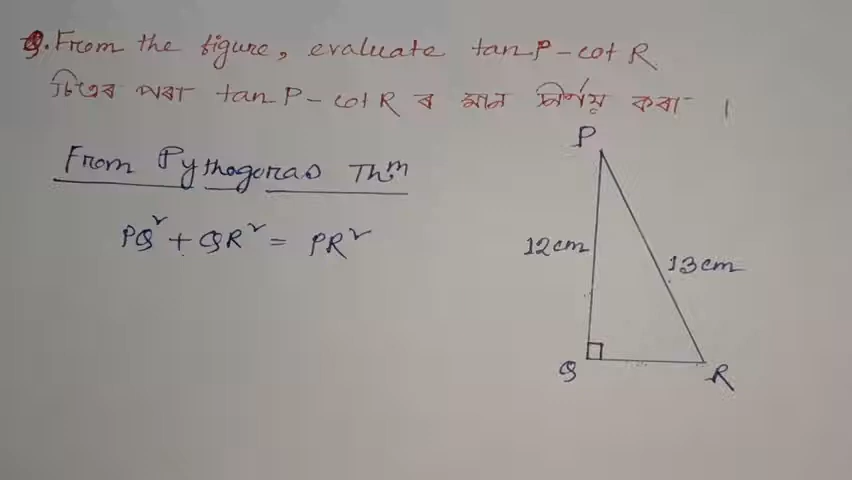 Q. From the figure, evaluate tan P - cot R
চিত্ৰৰ পৰা tan P - cot R ৰ মান নিৰ্ণয় কৰা ।
From Pythagoras Thm
PQ² + QR² = PR²
P
12cm
13cm
Q
R